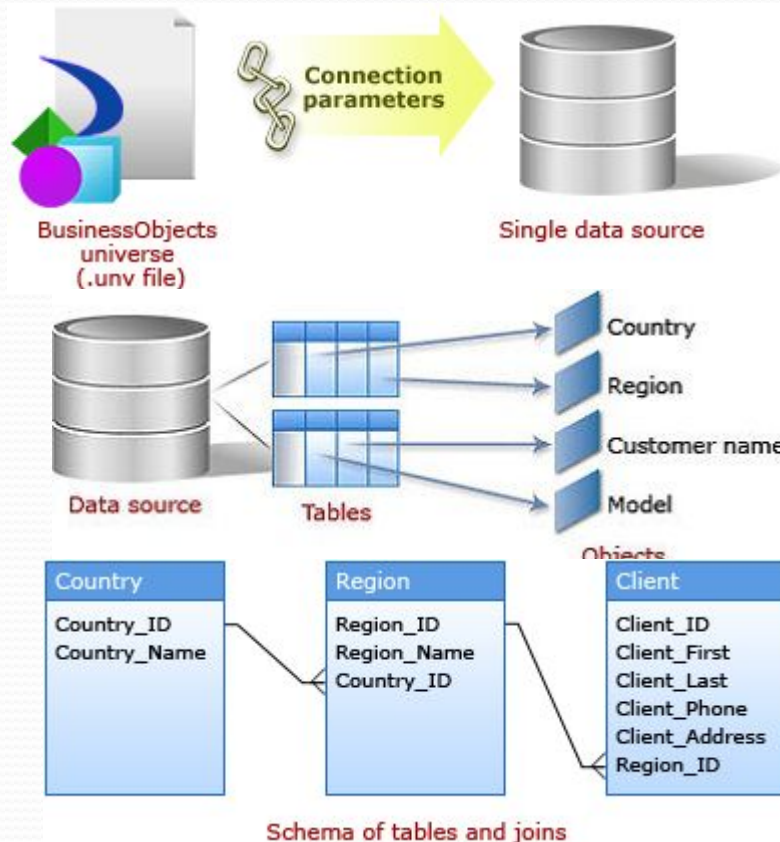 Connection
parameters
BusinessObjects
universe
(.unv file)
Single data source
Country
Region
Customer name
Model
Data source
Tables
Objects
Country
Country_ID
Country_Name
Region
Region_ID
Region_Name
Country_ID
Client
Client_ID
Client_First
Client_Last
Client_Phone
Client_Address
Region_ID
Schema of tables and joins